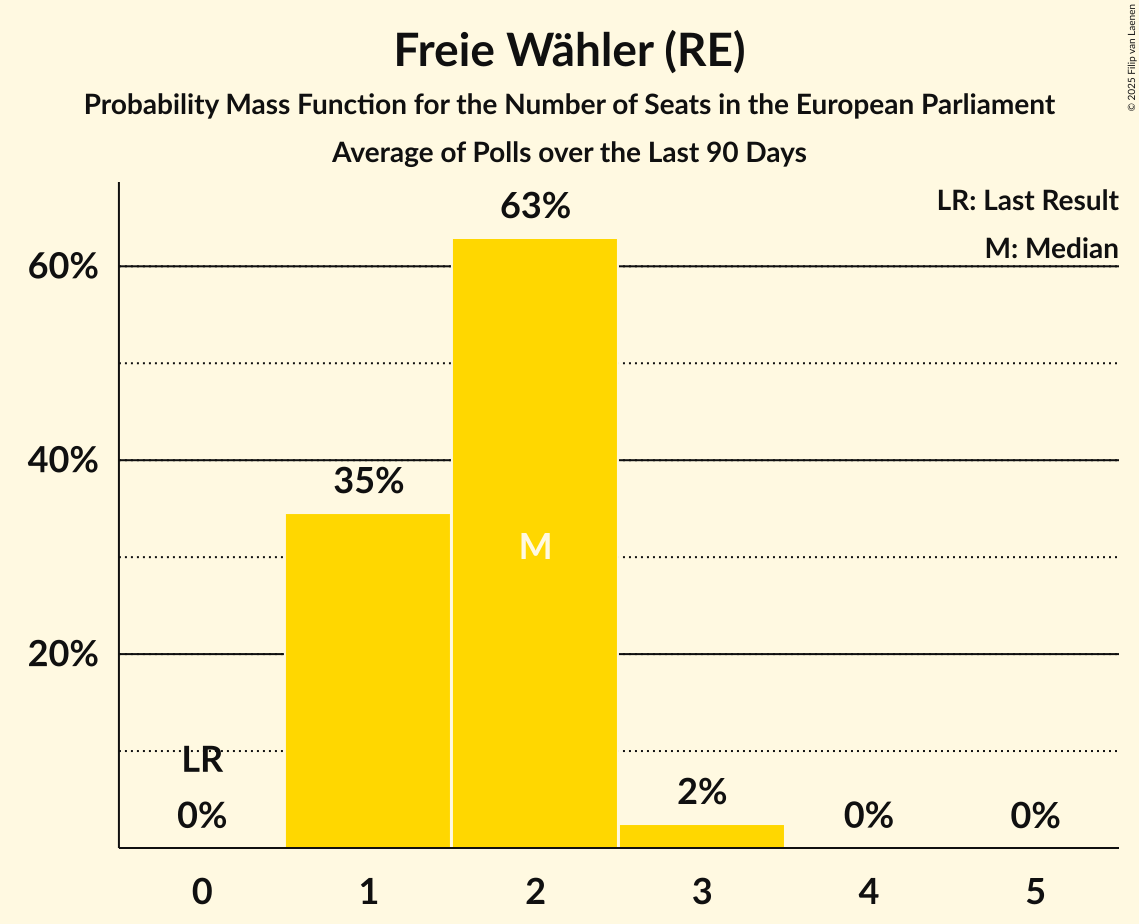 Freie Wähler (RE)
Probability Mass Function for the Number of Seats in the European Parliament
Average of Polls over the Last 90 Days
© 2025 Filip van Laenen
LR: Last Result
M: Median
63%
60%
40%
35%
M
20%
LR
0%
2%
0%
0%
0
1
2
3
4
5